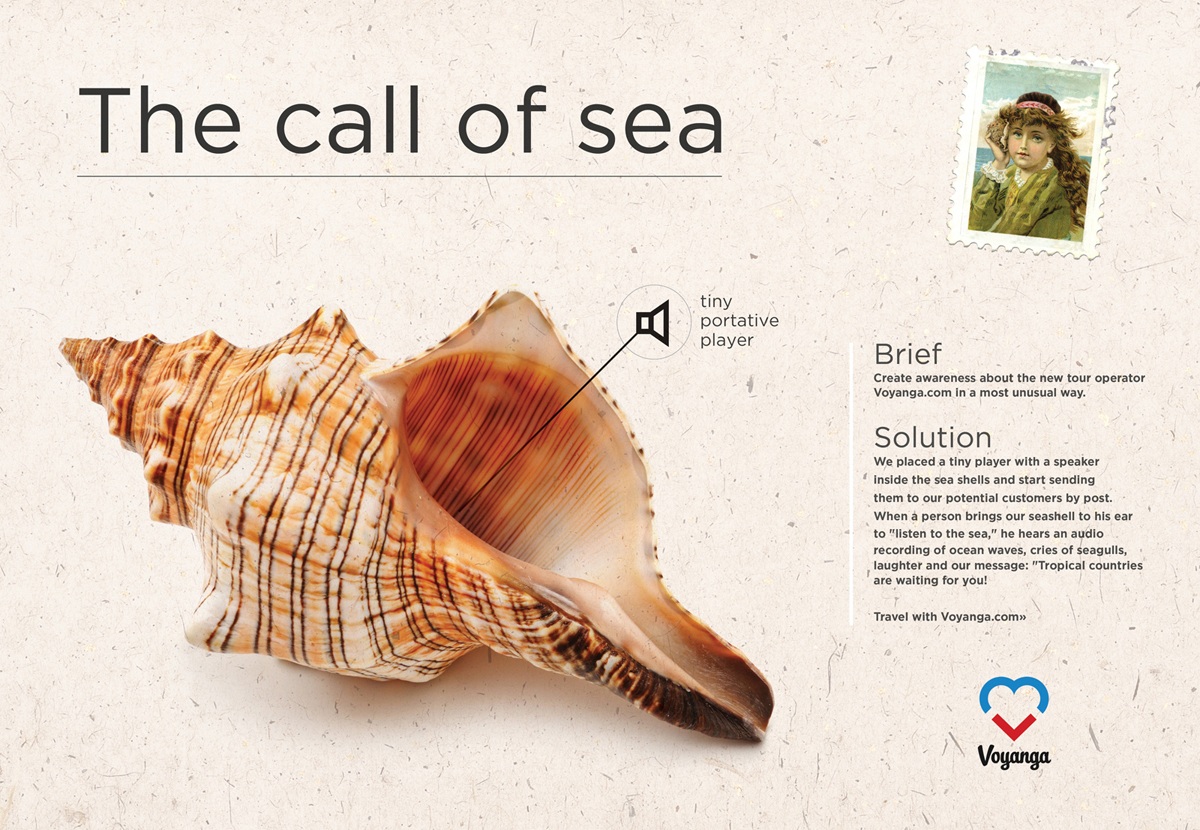 The call of sea
tiny
portative
player
Brief
Create awareness about the new tour operator
Voyanga.com in a most unusual way.
Solution
We placed a tiny player with a speaker
inside the sea shells and start sending
them to our potential customers by post.
When a person brings our seashell to his ear
to "listen to the sea," he hears an audio
recording of ocean waves, cries of seagulls,
laughter and our message: "Tropical countries
are waiting for you!
Travel with Voyanga.com»
Voyanga